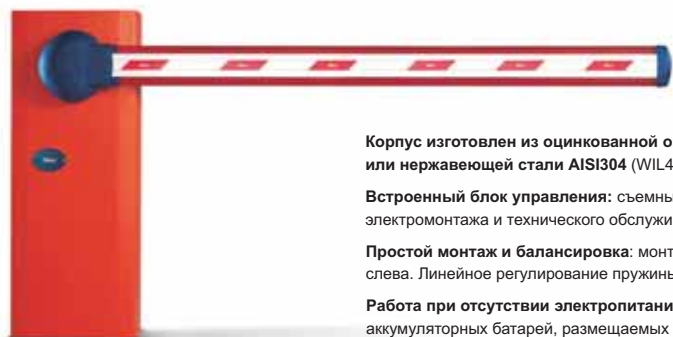 Корпус изготовлен из оцинкованной о
или нержавеющей стали AISI304 (WIL4
Встроенный блок управления: съемны
электромонтажа и технического обслужи
Простой монтаж и балансировка: монт
слева. Линейное регулирование пружинь
Работа при отсутствии электропитани
аккумуляторных батарей, размещаемых